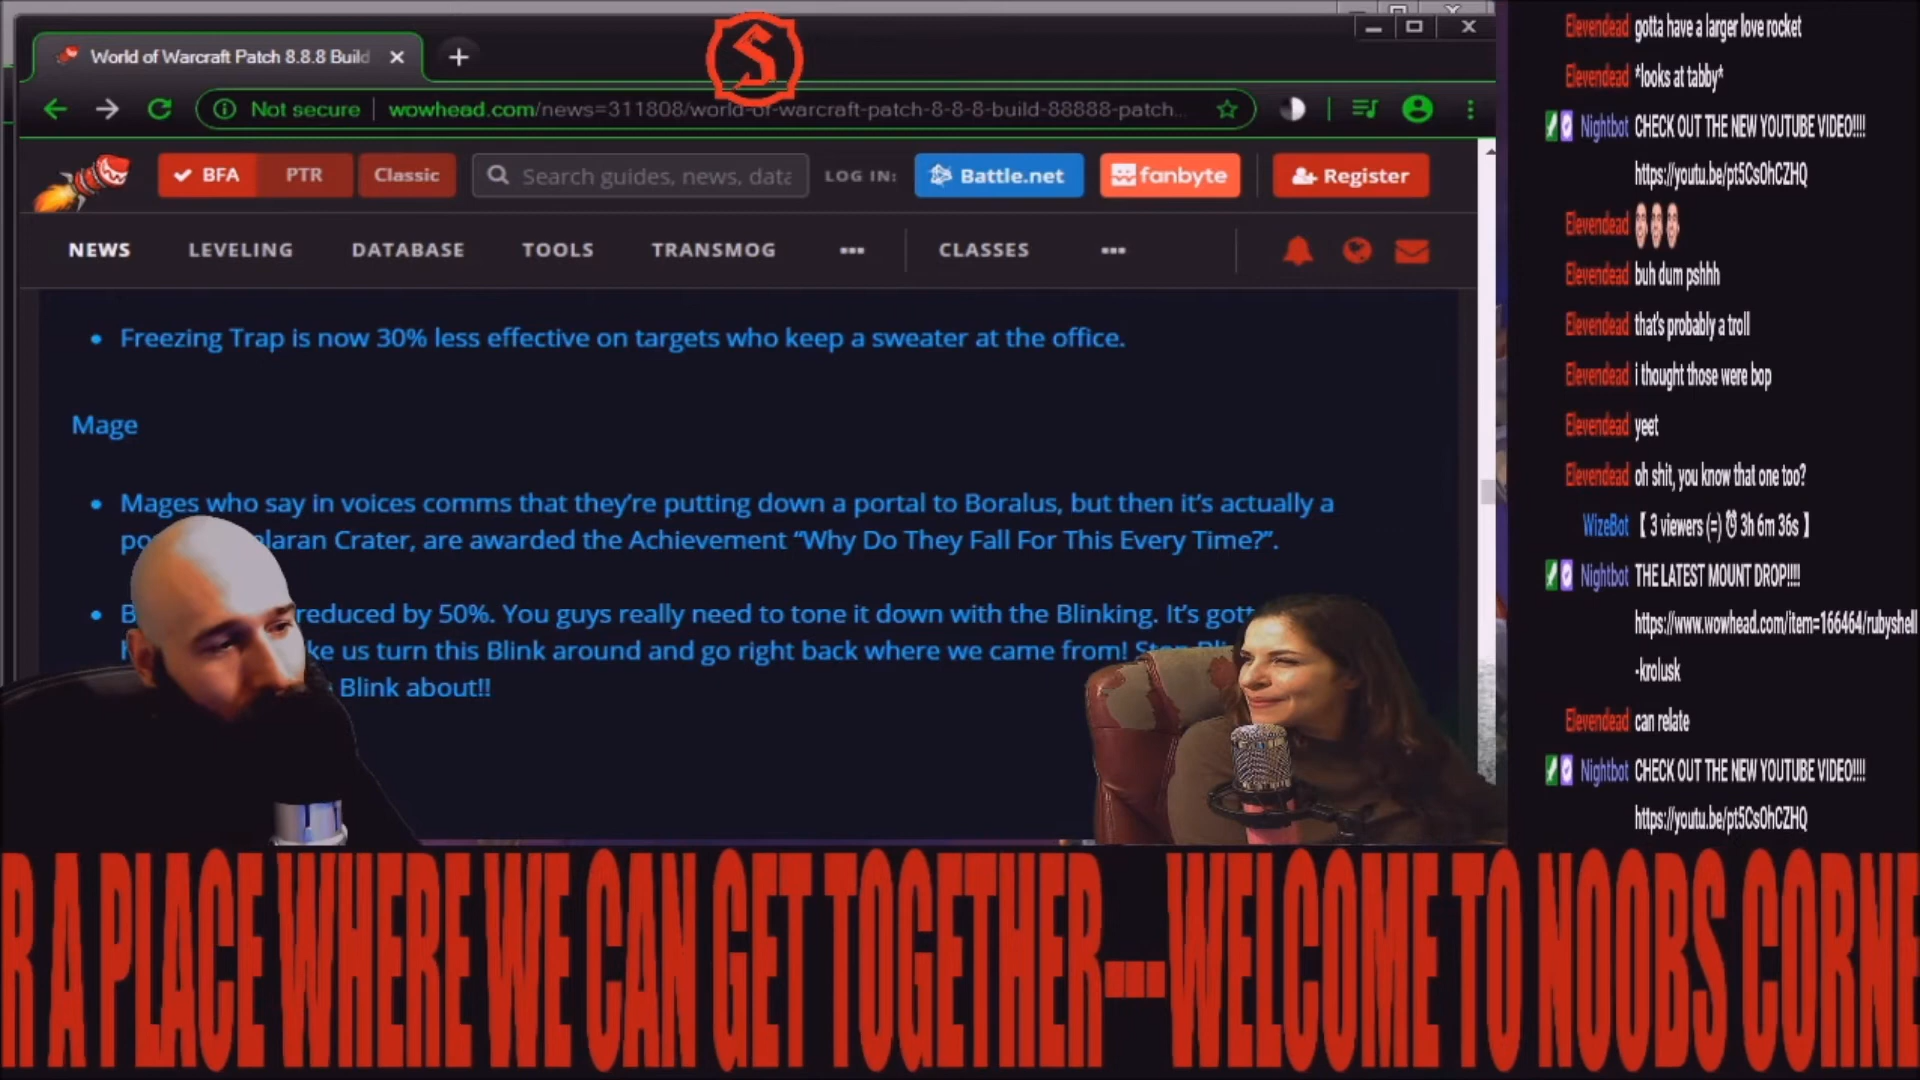 World of Warcraft Patch 8.8.8 Build
Not secure wowhead.com/news=311808/world-of-warcraft-patch-8-8-8-build-88888-patch...
BFA PTR Classic Search guides, news, data LOG IN: Battle.net fanbyte Register
NEWS LEVELING DATABASE TOOLS TRANSMOG ••• CLASSES •••
• Freezing Trap is now 30% less effective on targets who keep a sweater at the office.
Mage
• Mages who say in voices comms that they're putting down a portal to Boralus, but then it's actually a
Crater, are awarded the Achievement “Why Do They Fall For This Every Time?”.
• reduced by 50%. You guys really need to tone it down with the Blinking. It's
us turn this Blink around and go right back where we came from!
Blink about!!
Elevendead gotta have a larger love rocket
Elevendead *looks at tabby*
Nightbot CHECK OUT THE NEW YOUTUBE VIDEO!!!!
https://youtu.be/pt5CsOhCZHQ
Elevendead
Elevendead buh dum pshhh
Elevendead that's probably a troll
Elevendead i thought those were bop
Elevendead yeet
Elevendead oh shit, you know that one too?
WizeBot 【 3 viewers (=) ⏰ 3h 6m 36s 】
Nightbot THE LATEST MOUNT DROP!!!!
https://www.wowhead.com/item=166464/rubyshell
-krolusk
Elevendead can relate
Nightbot CHECK OUT THE NEW YOUTUBE VIDEO!!!!
https://youtu.be/pt5CsOhCZHQ
R A PLACE WHERE WE CAN GET TOGETHER---WELCOME TO NOOBS CORNE